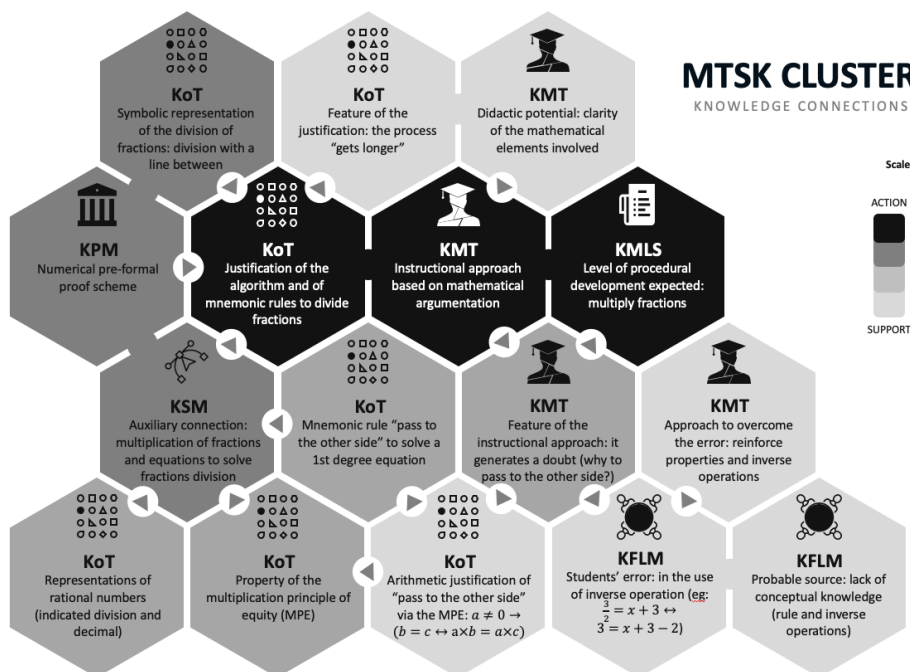 KoT
Symbolic representation
of the division of
fractions: division with a
line between
KoT
Feature of the
justification: the process
“gets longer”
KMT
Didactic potential: clarity
of the mathematical
elements involved
MTSK CLUSTER
KNOWLEDGE CONNECTIONS
Scale
ACTION
SUPPORT
KPM
Numerical pre-formal
proof scheme
KoT
Justification of the
algorithm and of
mnemonic rules to divide
fractions
KMT
Instructional approach
based on mathematical
argumentation
KMLS
Level of procedural
development expected:
multiply fractions
KSM
Auxiliary connection:
multiplication of fractions
and equations to solve
fractions division
KoT
Mnemonic rule “pass to
the other side” to solve a
1st degree equation
KMT
Feature of the
instructional approach: it
generates a doubt (why to
pass to the other side?)
KMT
Approach to overcome
the error: reinforce
properties and inverse
operations
KoT
Representations of
rational numbers
(indicated division and
decimal)
KoT
Property of the
multiplication principle of
equity (MPE)
KoT
Arithmetic justification of
“pass to the other side”
via the MPE: a ≠ 0 →
(b = c ↔ a×b = a×c)
KFLM
Students’ error: in the use
of inverse operation (eg:
3/2 = x + 3 ↔
3 = x + 3 − 2)
KFLM
Probable source: lack of
conceptual knowledge
(rule and inverse
operations)